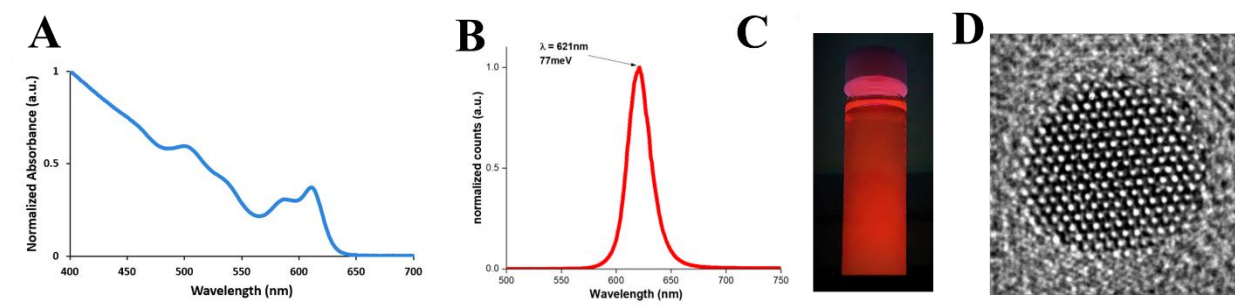 A
Normalized Absorbance (a.u.)
1
0.5
0
400
450
500
550
600
650
700
Wavelength (nm)
B
λ = 621nm
77meV
normalized counts (a.u.)
1.0
0.5
0.0
500
550
600
650
700
750
Wavelength (nm)
C
D